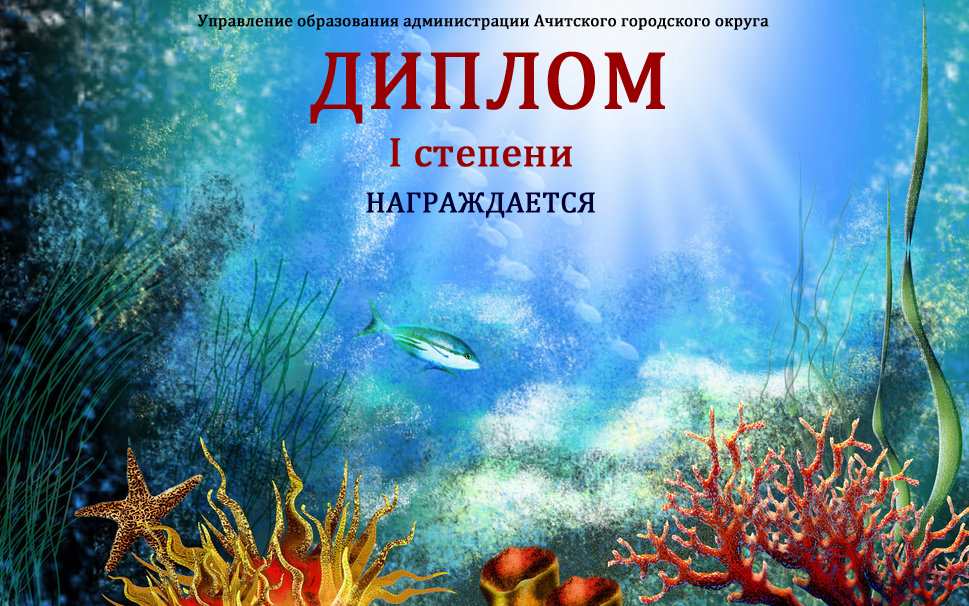 Управление образования администрации Ачитского городского округа
ДИПЛОМ
I степени
НАГРАЖДАЕТСЯ